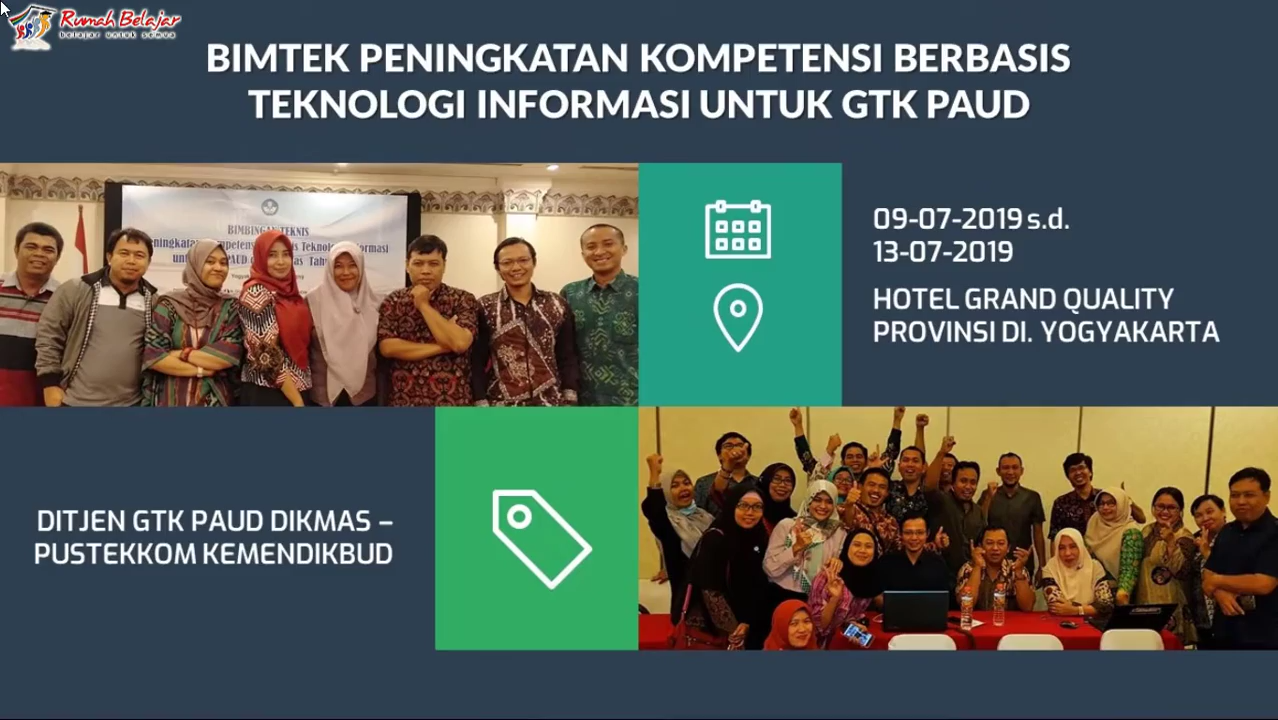 Rumah Belajar
belajar untuk semua
BIMTEK PENINGKATAN KOMPETENSI BERBASIS
TEKNOLOGI INFORMASI UNTUK GTK PAUD
BIMBINGAN TEKNIS
09-07-2019 s.d.
13-07-2019
HOTEL GRAND QUALITY
PROVINSI DI. YOGYAKARTA
DITJEN GTK PAUD DIKMAS –
PUSTEKKOM KEMENDIKBUD